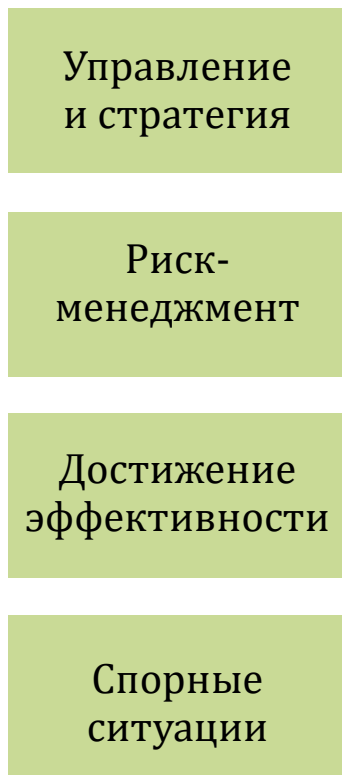 Управление
и стратегия
Риск-
менеджмент
Достижение
эффективности
Спорные
ситуации